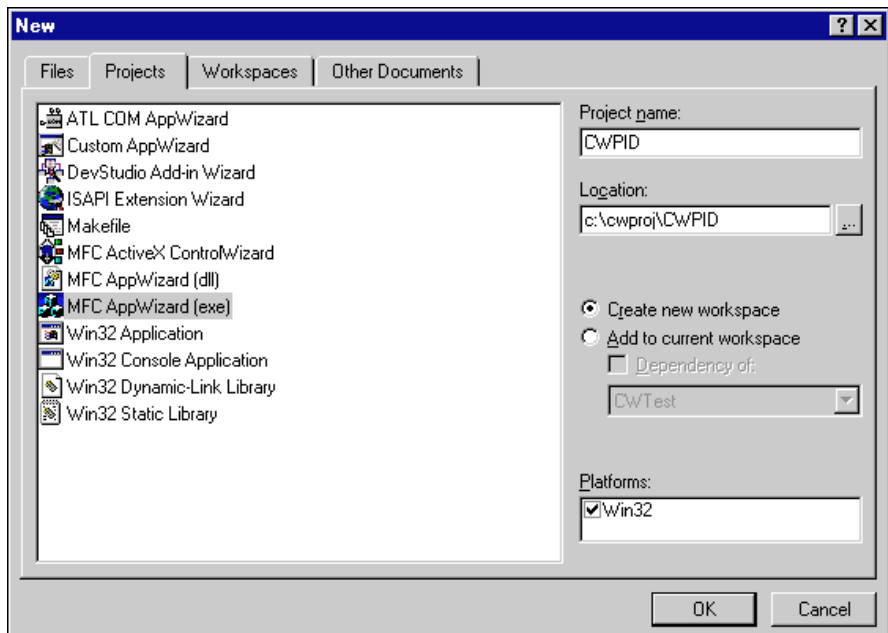 New
Files
Projects
Workspaces
Other Documents
ATL COM AppWizard
Custom AppWizard
DevStudio Add-in Wizard
ISAPI Extension Wizard
Makefile
MFC ActiveX ControlWizard
MFC AppWizard (dll)
MFC AppWizard (exe)
Win32 Application
Win32 Console Application
Win32 Dynamic-Link Library
Win32 Static Library
Project name:
CWPID
Location:
c:\cwproj\CWPID
...
Create new workspace
Add to current workspace
Dependency of:
CWTest
Platforms:
Win32
OK
Cancel